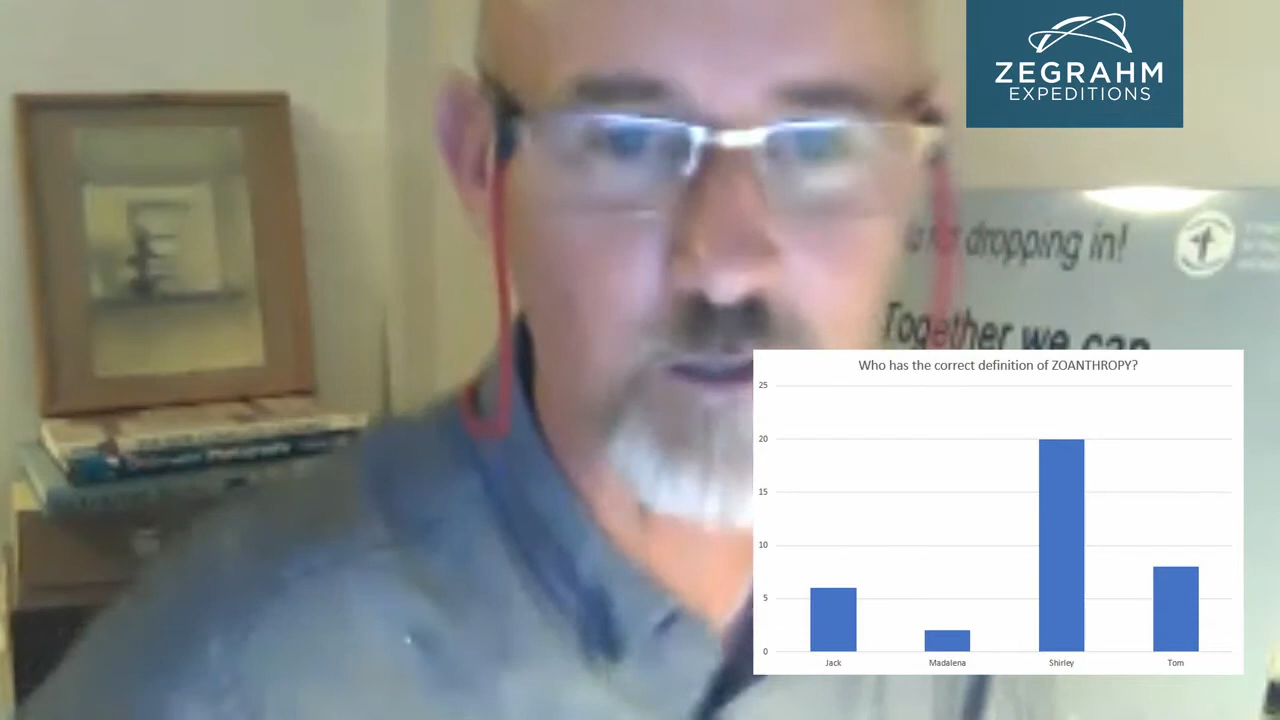 ZEGRAHM
EXPEDITIONS
dropping in!
Together we can
Who has the correct definition of ZOANTHROPY?
25
20
15
10
5
0
Jack
Madalena
Shirley
Tom